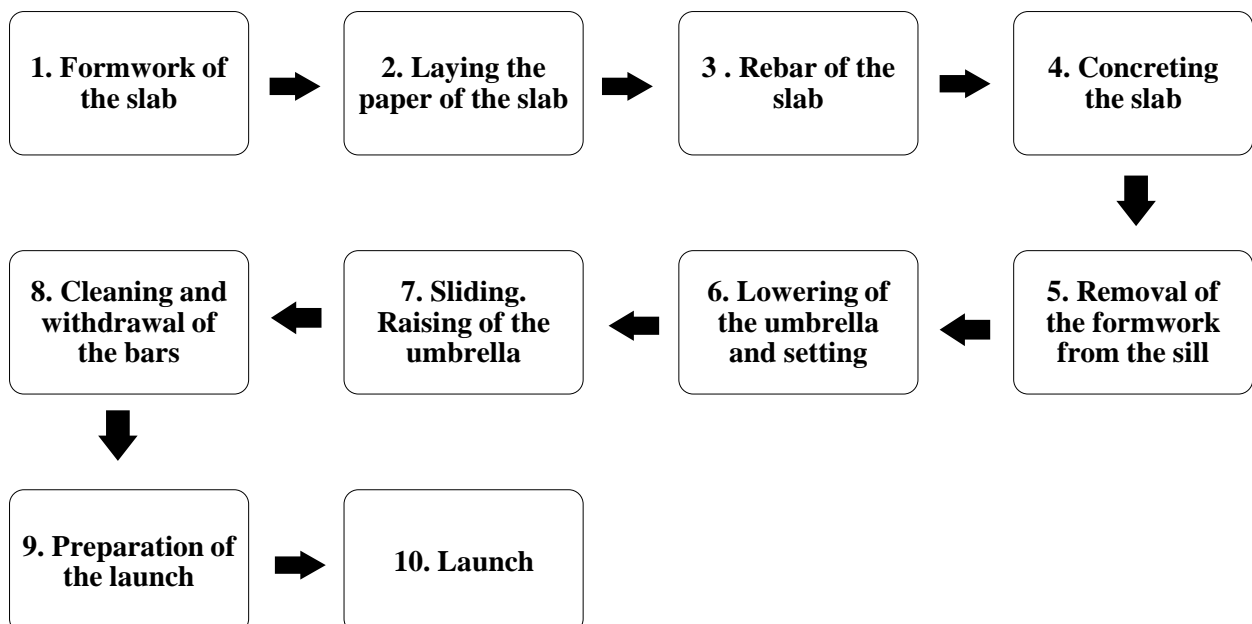 1. Formwork of
the slab
2. Laying the
paper of the slab
3 . Rebar of the
slab
4. Concreting
the slab
5. Removal of
the formwork
from the sill
6. Lowering of
the umbrella
and setting
7. Sliding.
Raising of the
umbrella
8. Cleaning and
withdrawal of
the bars
9. Preparation of
the launch
10. Launch